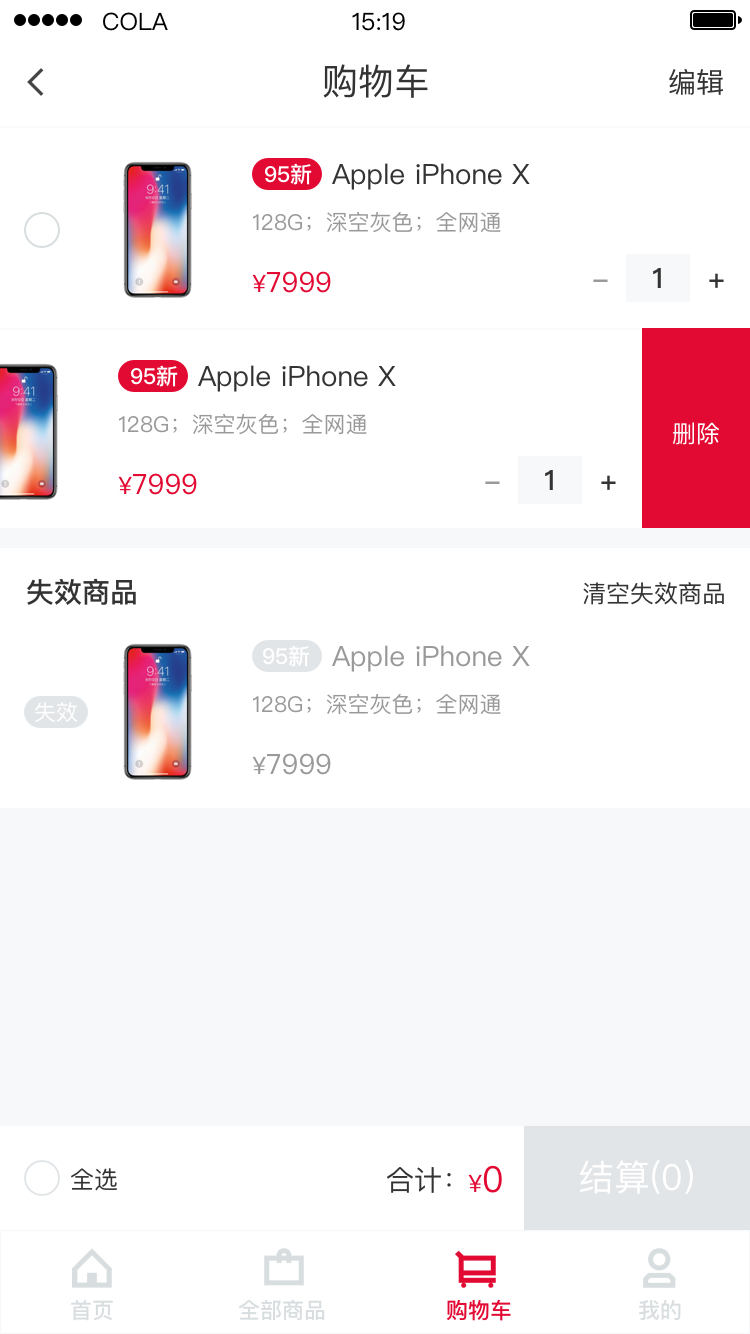 COLA 15:19
购物车 编辑
95新 Apple iPhone X
128G；深空灰色；全网通
¥7999 − 1 +
95新 Apple iPhone X
128G；深空灰色；全网通
¥7999 − 1 +
删除
失效商品 清空失效商品
95新 Apple iPhone X
128G；深空灰色；全网通
失效
¥7999
全选 合计：¥0 结算(0)
首页 全部商品 购物车 我的